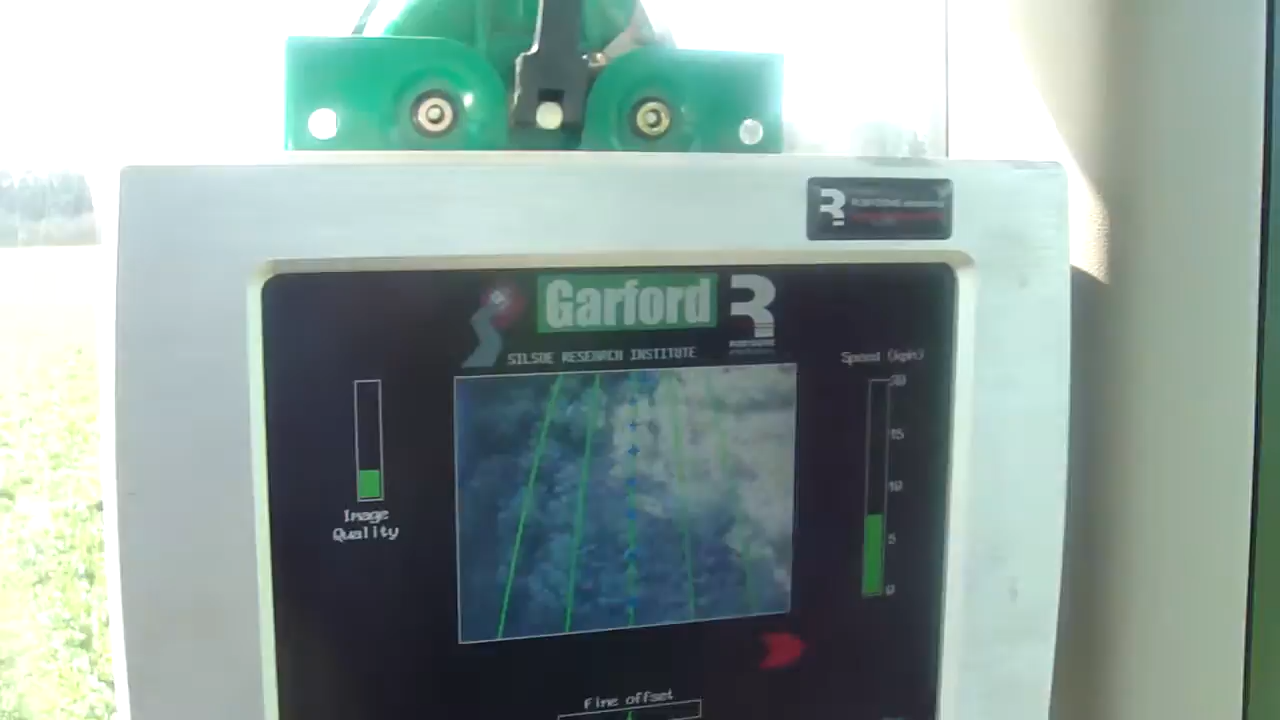 Garford
SILSOE RESEARCH INSTITUTE
Speed (kph)
20
15
10
5
0
Image
Quality
Fine offset